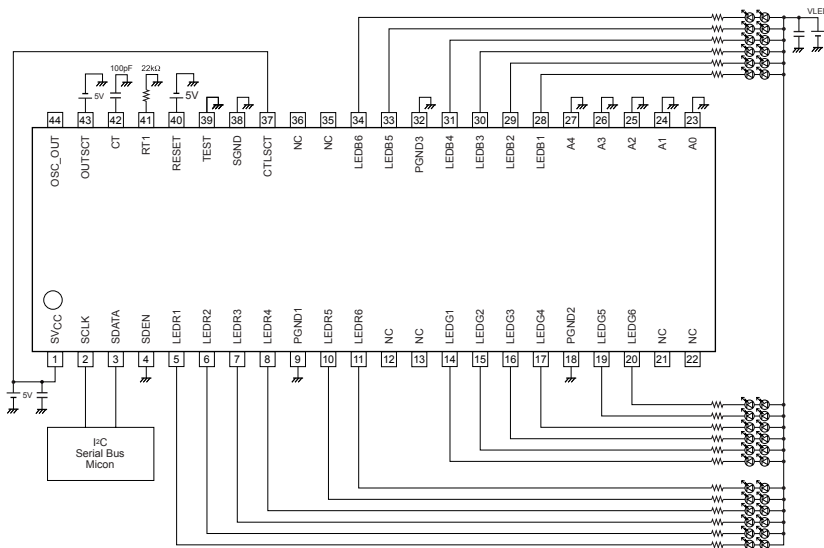 VLED
100pF 22kΩ
5V 5V
44 43 42 41 40 39 38 37 36 35 34 33 32 31 30 29 28 27 26 25 24 23
OSC_OUT OUTSCT CT RT1 RESET TEST SGND CTLSCT NC NC LEDB6 LEDB5 PGND3 LEDB4 LEDB3 LEDB2 LEDB1 A4 A3 A2 A1 A0
SVCC SCLK SDATA SDEN LEDR1 LEDR2 LEDR3 LEDR4 PGND1 LEDR5 LEDR6 NC NC LEDG1 LEDG2 LEDG3 LEDG4 PGND2 LEDG5 LEDG6 NC NC
1 2 3 4 5 6 7 8 9 10 11 12 13 14 15 16 17 18 19 20 21 22
5V
I²C
Serial Bus
Micon